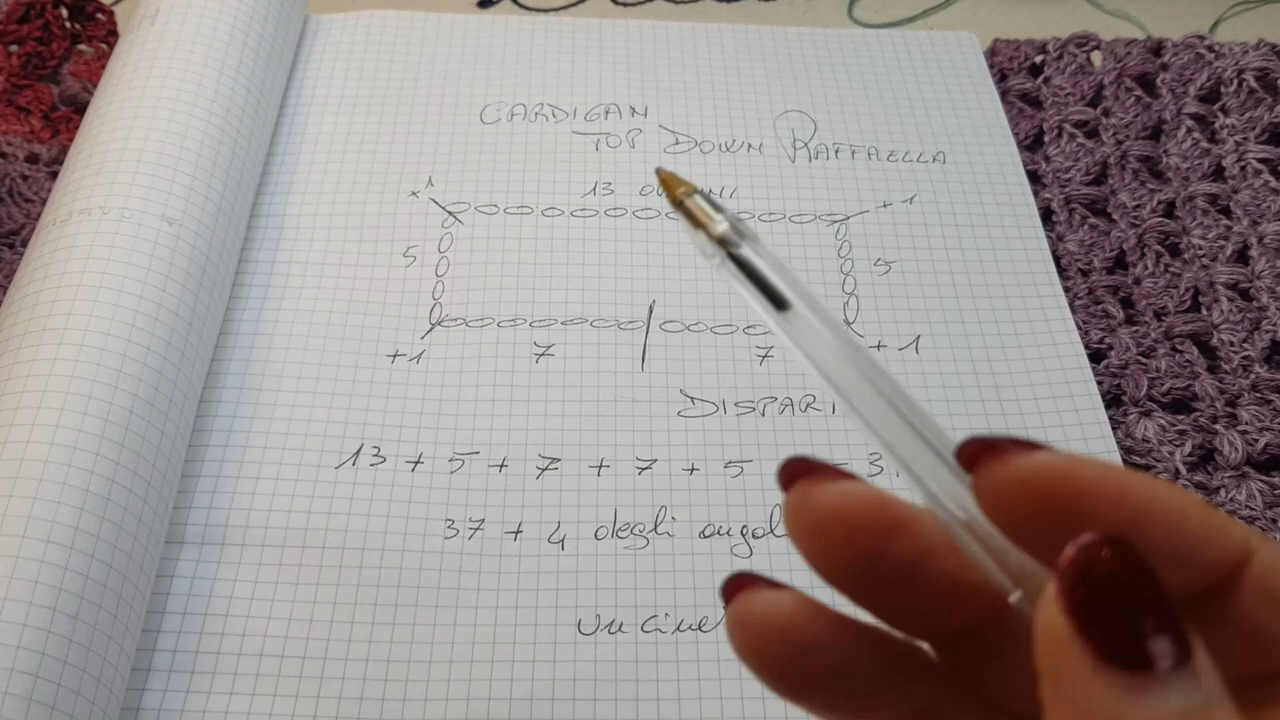 CARDIGAN
TOP DOWN RAFFAELLA
+1 13 +1
5 5
+1 7 7 +1
DISPARI
13 + 5 + 7 + 7 + 5 = 3
37 + 4 degli